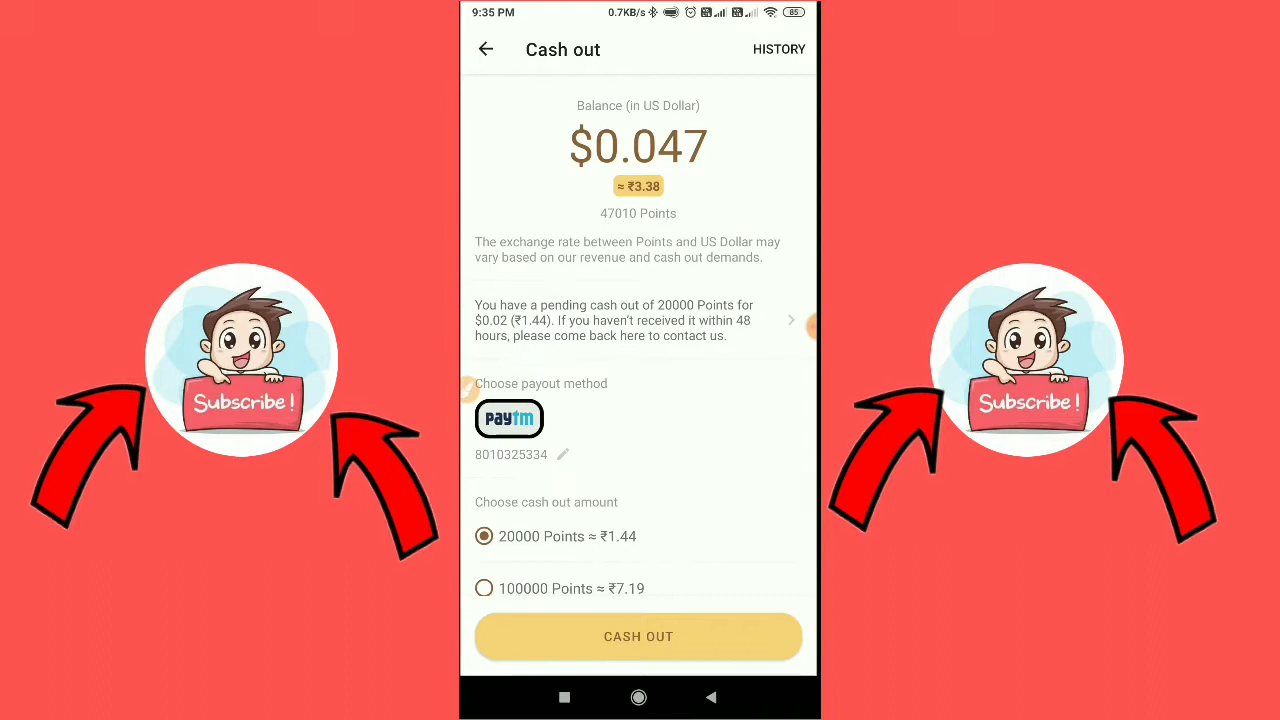 9:35 PM 0.7KB/s 85
Cash out HISTORY
Balance (in US Dollar)
$0.047
≈ ₹3.38
47010 Points
The exchange rate between Points and US Dollar may
vary based on our revenue and cash out demands.
You have a pending cash out of 20000 Points for
$0.02 (₹1.44). If you haven't received it within 48
hours, please come back here to contact us.
Choose payout method
paytm
8010325334
Choose cash out amount
20000 Points ≈ ₹1.44
100000 Points ≈ ₹7.19
CASH OUT
Subscribe !
Subscribe !